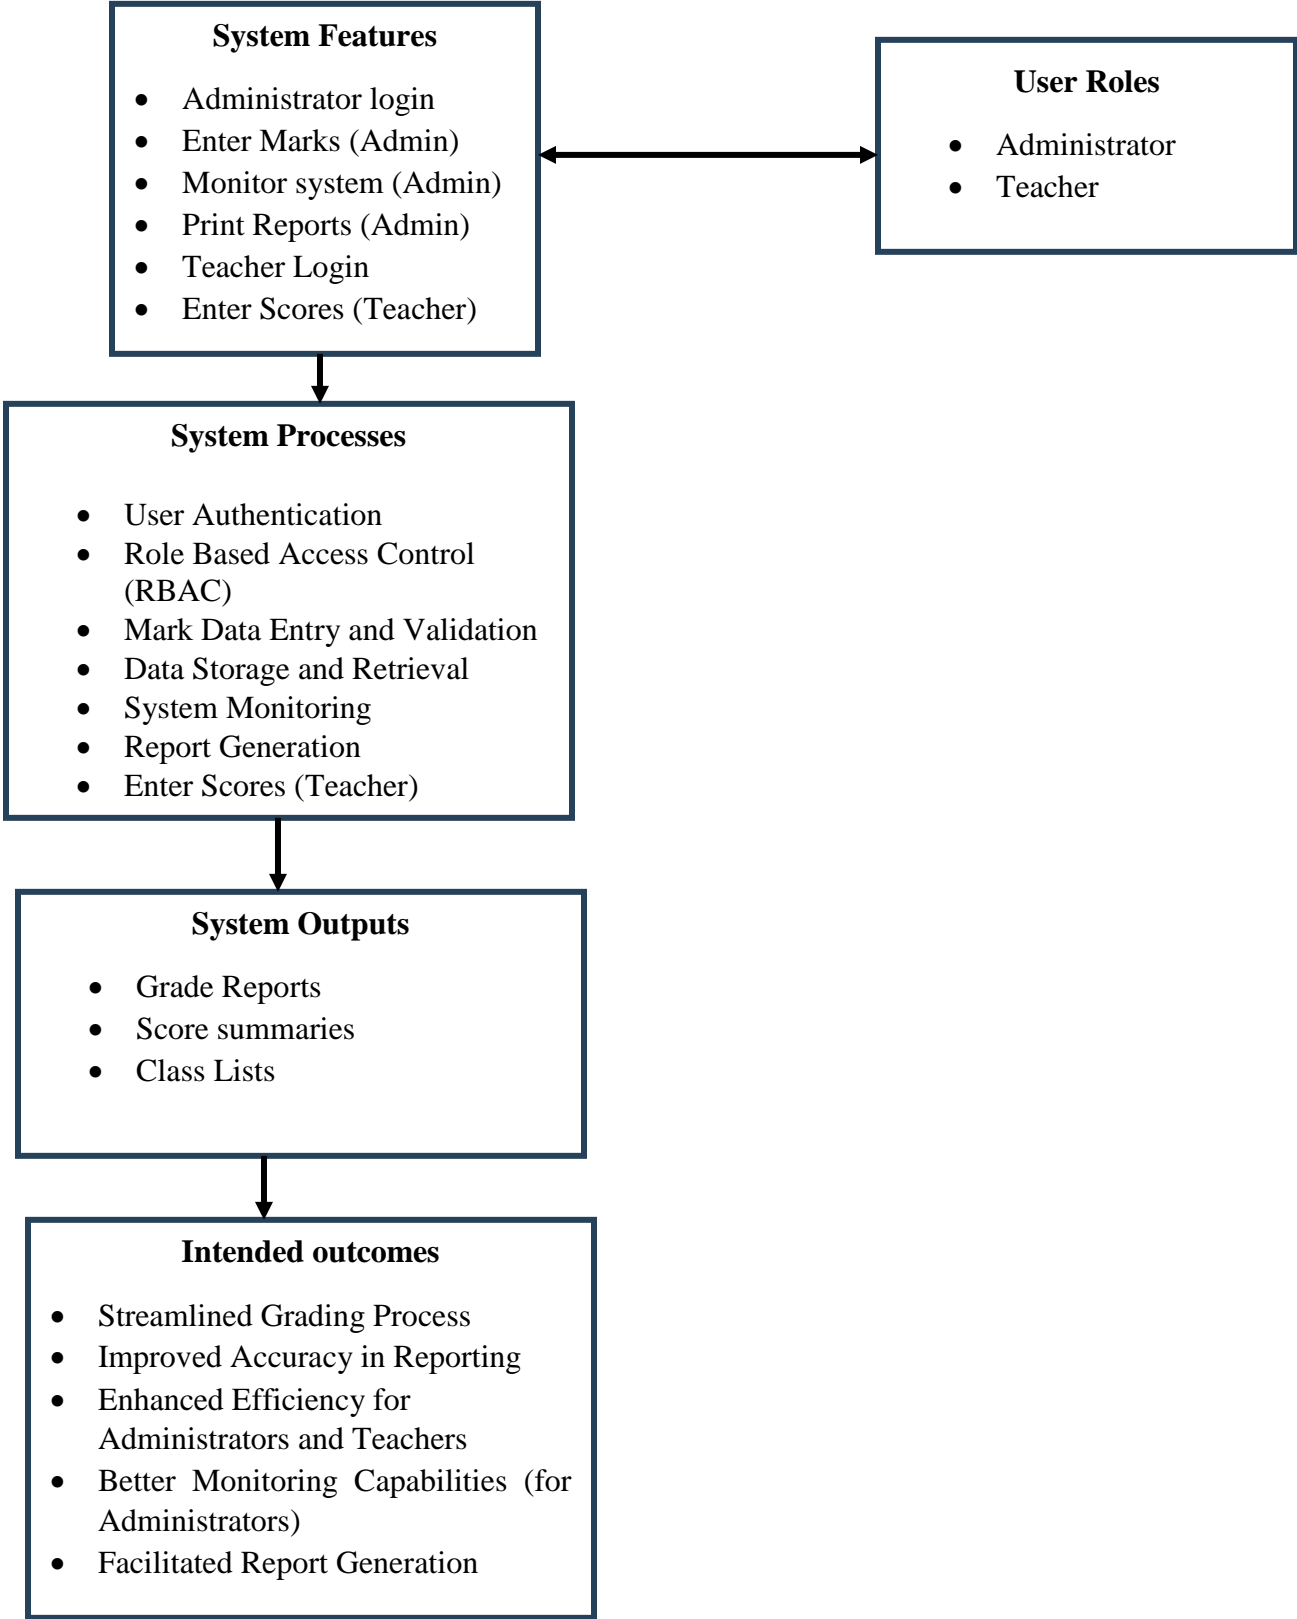 System Features
• Administrator login
• Enter Marks (Admin)
• Monitor system (Admin)
• Print Reports (Admin)
• Teacher Login
• Enter Scores (Teacher)
User Roles
• Administrator
• Teacher
System Processes
• User Authentication
• Role Based Access Control
(RBAC)
• Mark Data Entry and Validation
• Data Storage and Retrieval
• System Monitoring
• Report Generation
• Enter Scores (Teacher)
System Outputs
• Grade Reports
• Score summaries
• Class Lists
Intended outcomes
• Streamlined Grading Process
• Improved Accuracy in Reporting
• Enhanced Efficiency for
Administrators and Teachers
• Better Monitoring Capabilities (for
Administrators)
• Facilitated Report Generation